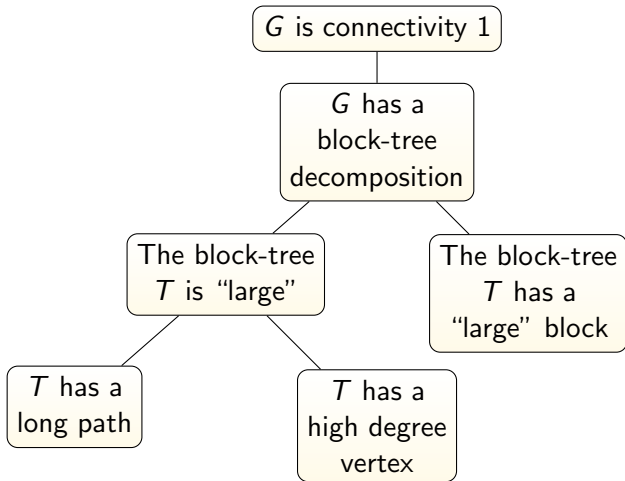 G is connectivity 1
G has a
block-tree
decomposition
The block-tree
T is “large”
The block-tree
T has a
“large” block
T has a
long path
T has a
high degree
vertex